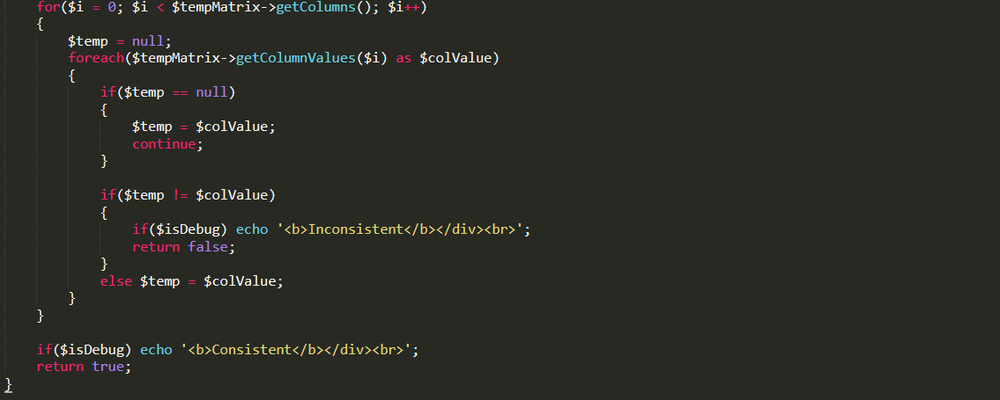 for($i = 0; $i < $tempMatrix->getColumns(); $i++)
{
$temp = null;
foreach($tempMatrix->getColumnValues($i) as $colValue)
{
if($temp == null)
{
$temp = $colValue;
continue;
}
if($temp != $colValue)
{
if($isDebug) echo '<b>Inconsistent</b></div><br>';
return false;
}
else $temp = $colValue;
}
}
if($isDebug) echo '<b>Consistent</b></div><br>';
return true;
}